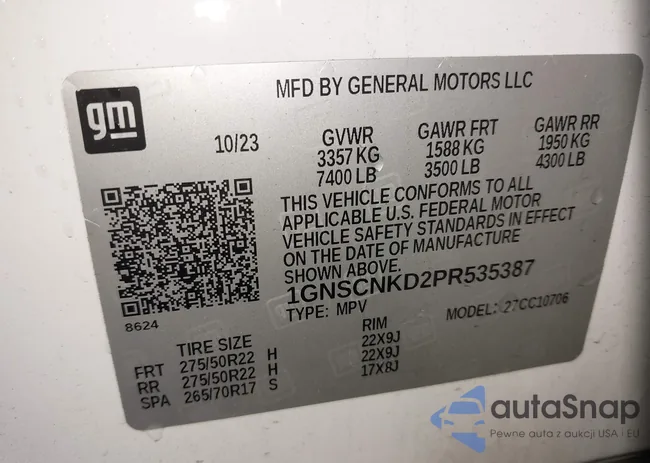 gm
MFD BY GENERAL MOTORS LLC
10/23 GVWR GAWR FRT GAWR RR
3357 KG 1588 KG 1950 KG
7400 LB 3500 LB 4300 LB
THIS VEHICLE CONFORMS TO ALL
APPLICABLE U.S. FEDERAL MOTOR
VEHICLE SAFETY STANDARDS IN EFFECT
ON THE DATE OF MANUFACTURE
SHOWN ABOVE.
1GNSCNKD2PR535387
TYPE: MPV MODEL: 27CC10706
8624
TIRE SIZE RIM
FRT 275/50R22 H 22X9J
RR 275/50R22 H 22X9J
SPA 265/70R17 S 17X8J
autaSnap
Pewne auta z aukcji USA i EU